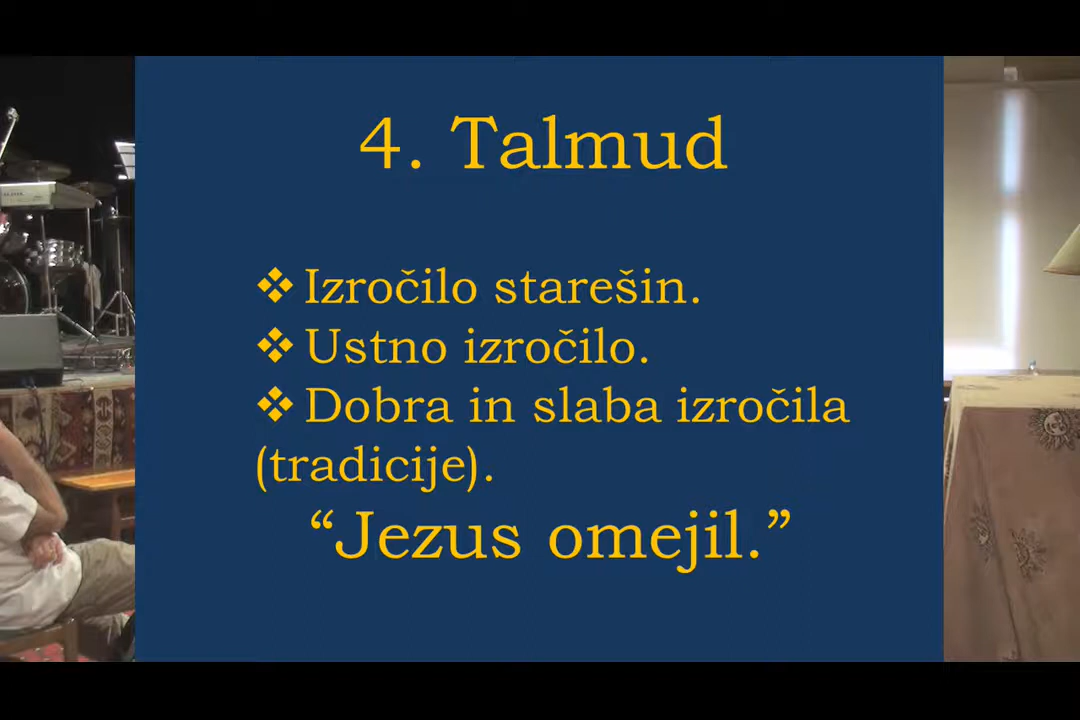 4. Talmud
❖ Izročilo starešin.
❖ Ustno izročilo.
❖ Dobra in slaba izročila
(tradicije).
“Jezus omejil.”